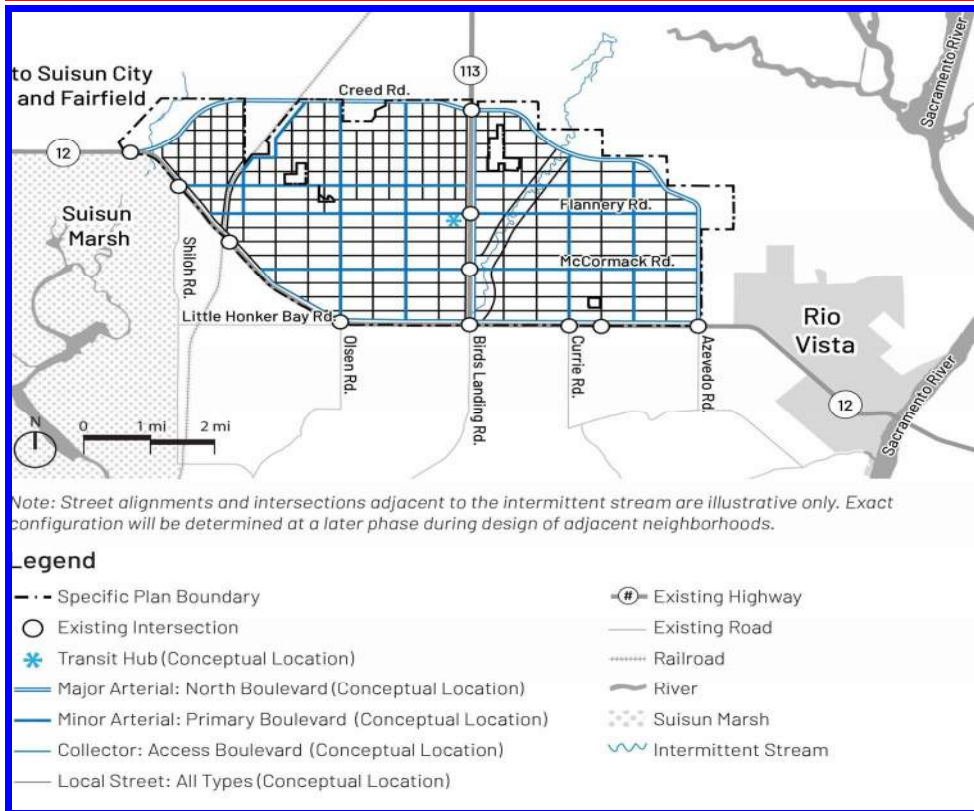 to Suisun City
and Fairfield
113
Creed Rd.
Sacramento River
12
Suisun
Marsh
Flannery Rd.
McCormack Rd.
Shiloh Rd.
Little Honker Bay Rd
Rio
Vista
Olsen Rd.
Birds Landing Rd.
Currie Rd.
Azevedo Rd.
12
Sacramento River
N
0 1 mi 2 mi
Note: Street alignments and intersections adjacent to the intermittent stream are illustrative only. Exact
configuration will be determined at a later phase during design of adjacent neighborhoods.
Legend
Specific Plan Boundary
Existing Intersection
Transit Hub (Conceptual Location)
Major Arterial: North Boulevard (Conceptual Location)
Minor Arterial: Primary Boulevard (Conceptual Location)
Collector: Access Boulevard (Conceptual Location)
Local Street: All Types (Conceptual Location)
# Existing Highway
Existing Road
Railroad
River
Suisun Marsh
Intermittent Stream